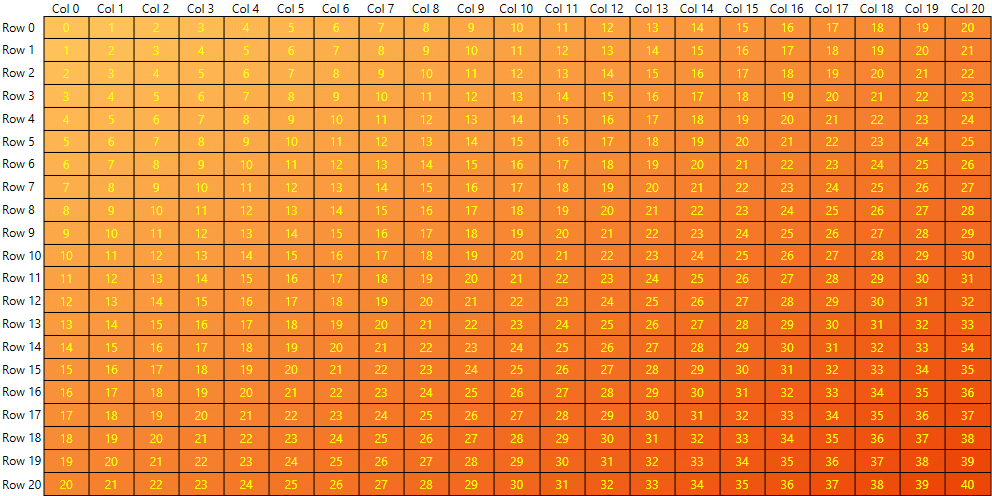 Col 0 Col 1 Col 2 Col 3 Col 4 Col 5 Col 6 Col 7 Col 8 Col 9 Col 10 Col 11 Col 12 Col 13 Col 14 Col 15 Col 16 Col 17 Col 18 Col 19 Col 20
Row 0 0 1 2 3 4 5 6 7 8 9 10 11 12 13 14 15 16 17 18 19 20
Row 1 1 2 3 4 5 6 7 8 9 10 11 12 13 14 15 16 17 18 19 20 21
Row 2 2 3 4 5 6 7 8 9 10 11 12 13 14 15 16 17 18 19 20 21 22
Row 3 3 4 5 6 7 8 9 10 11 12 13 14 15 16 17 18 19 20 21 22 23
Row 4 4 5 6 7 8 9 10 11 12 13 14 15 16 17 18 19 20 21 22 23 24
Row 5 5 6 7 8 9 10 11 12 13 14 15 16 17 18 19 20 21 22 23 24 25
Row 6 6 7 8 9 10 11 12 13 14 15 16 17 18 19 20 21 22 23 24 25 26
Row 7 7 8 9 10 11 12 13 14 15 16 17 18 19 20 21 22 23 24 25 26 27
Row 8 8 9 10 11 12 13 14 15 16 17 18 19 20 21 22 23 24 25 26 27 28
Row 9 9 10 11 12 13 14 15 16 17 18 19 20 21 22 23 24 25 26 27 28 29
Row 10 10 11 12 13 14 15 16 17 18 19 20 21 22 23 24 25 26 27 28 29 30
Row 11 11 12 13 14 15 16 17 18 19 20 21 22 23 24 25 26 27 28 29 30 31
Row 12 12 13 14 15 16 17 18 19 20 21 22 23 24 25 26 27 28 29 30 31 32
Row 13 13 14 15 16 17 18 19 20 21 22 23 24 25 26 27 28 29 30 31 32 33
Row 14 14 15 16 17 18 19 20 21 22 23 24 25 26 27 28 29 30 31 32 33 34
Row 15 15 16 17 18 19 20 21 22 23 24 25 26 27 28 29 30 31 32 33 34 35
Row 16 16 17 18 19 20 21 22 23 24 25 26 27 28 29 30 31 32 33 34 35 36
Row 17 17 18 19 20 21 22 23 24 25 26 27 28 29 30 31 32 33 34 35 36 37
Row 18 18 19 20 21 22 23 24 25 26 27 28 29 30 31 32 33 34 35 36 37 38
Row 19 19 20 21 22 23 24 25 26 27 28 29 30 31 32 33 34 35 36 37 38 39
Row 20 20 21 22 23 24 25 26 27 28 29 30 31 32 33 34 35 36 37 38 39 40